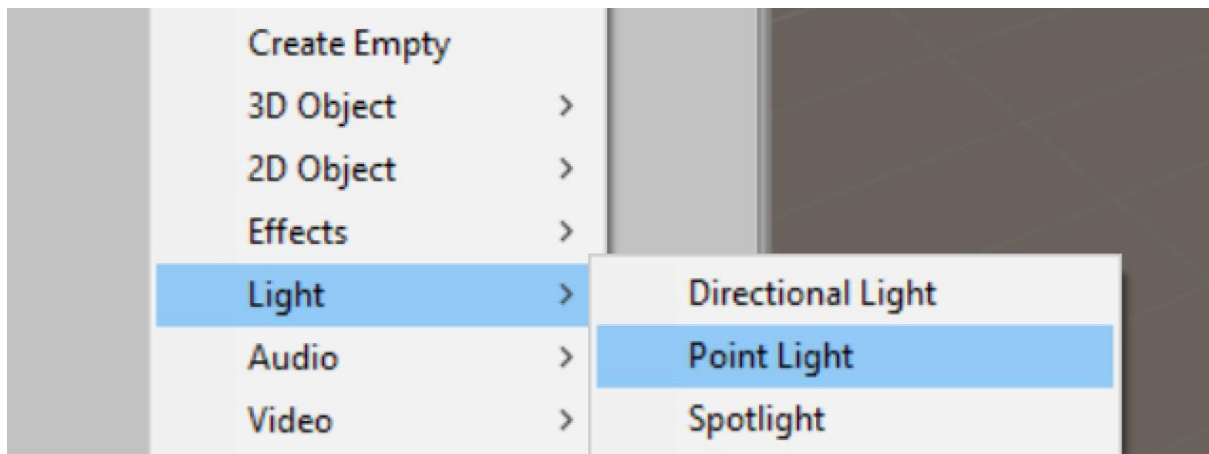 Create Empty
3D Object
2D Object
Effects
Light
Audio
Video
Directional Light
Point Light
Spotlight